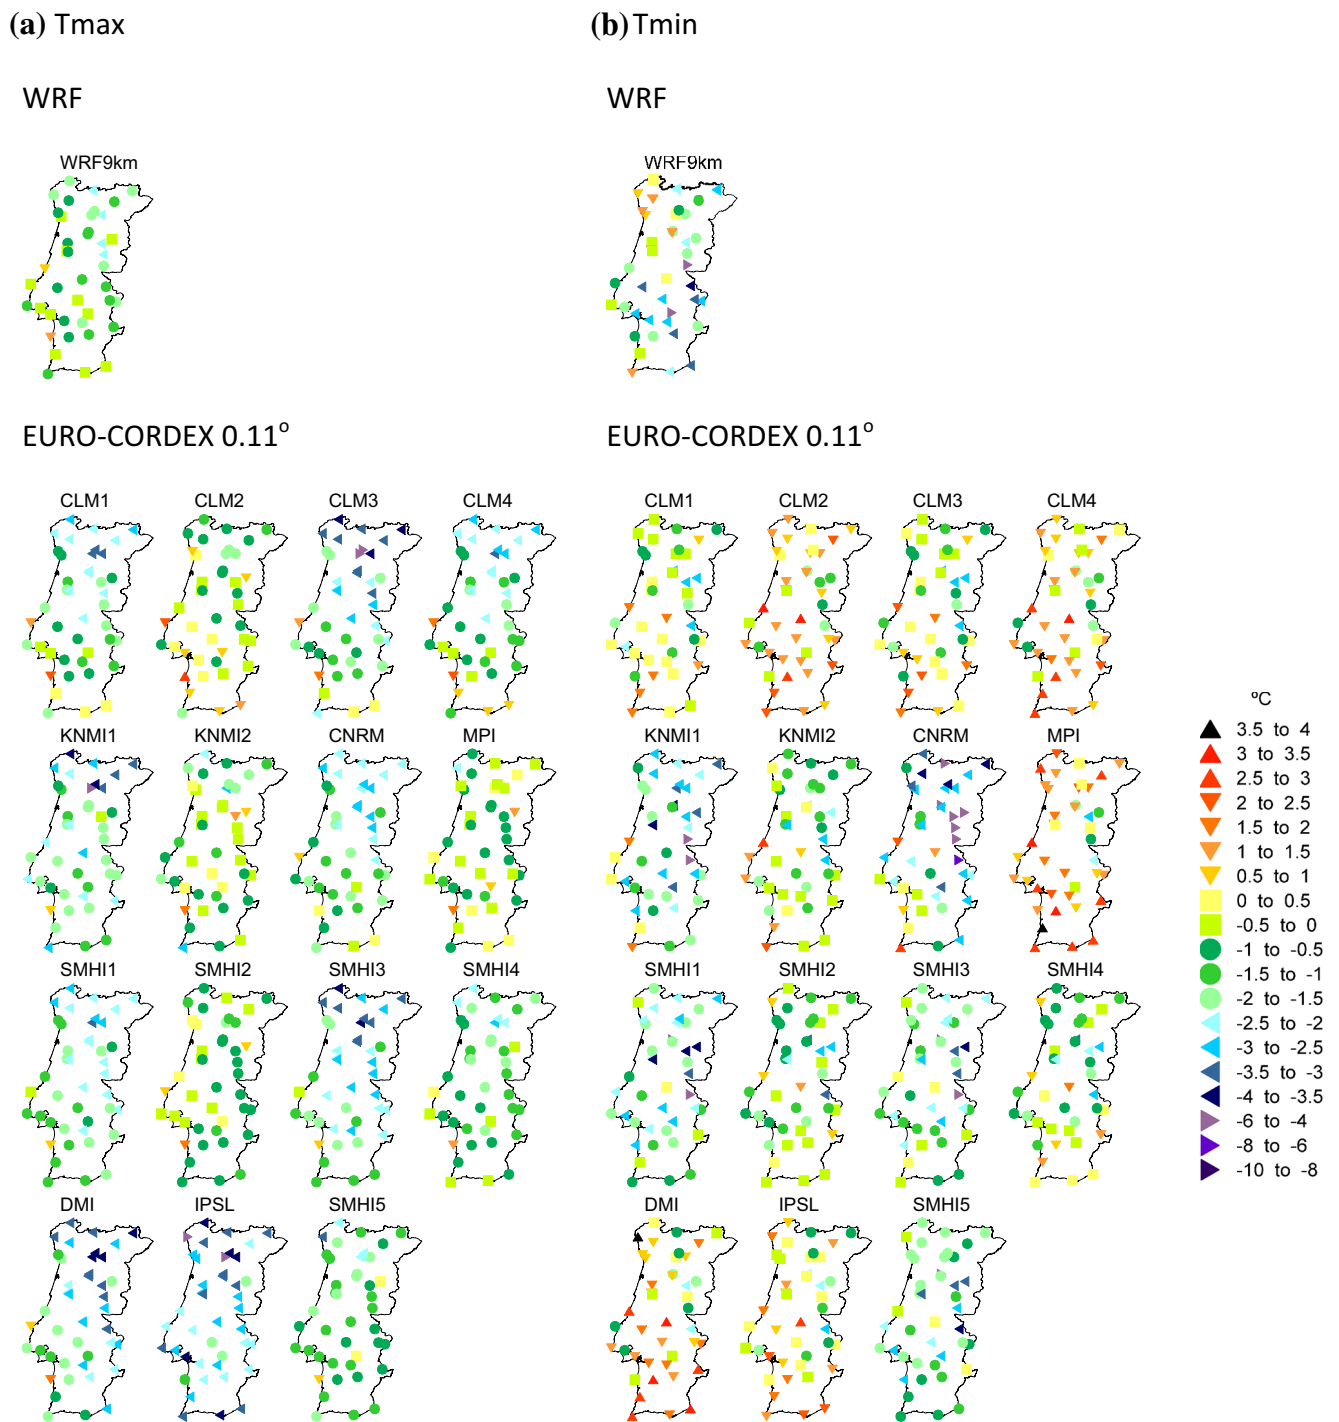 (a) Tmax (b) Tmin
WRF WRF
WRF9km WRF9km
EURO-CORDEX 0.11° EURO-CORDEX 0.11°
CLM1 CLM2 CLM3 CLM4 CLM1 CLM2 CLM3 CLM4
KNMI1 KNMI2 CNRM MPI KNMI1 KNMI2 CNRM MPI
SMHI1 SMHI2 SMHI3 SMHI4 SMHI1 SMHI2 SMHI3 SMHI4
DMI IPSL SMHI5 DMI IPSL SMHI5
ºC
3.5 to 4
3 to 3.5
2.5 to 3
2 to 2.5
1.5 to 2
1 to 1.5
0.5 to 1
0 to 0.5
-0.5 to 0
-1 to -0.5
-1.5 to -1
-2 to -1.5
-2.5 to -2
-3 to -2.5
-3.5 to -3
-4 to -3.5
-6 to -4
-8 to -6
-10 to -8